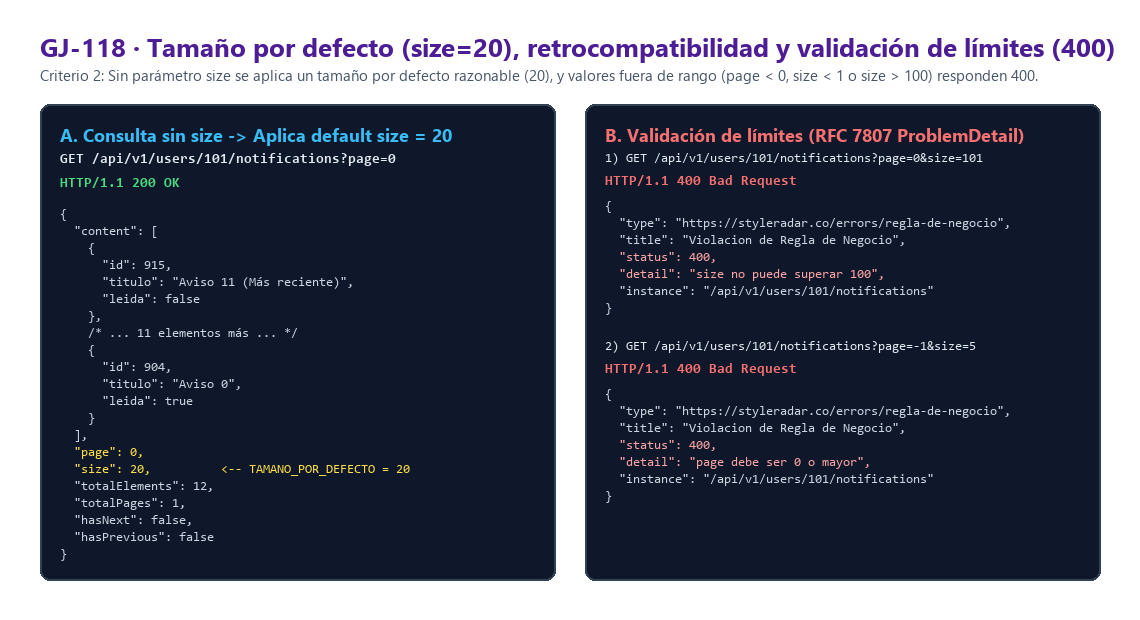 GJ-118 · Tamaño por defecto (size=20), retrocompatibilidad y validación de límites (400)
Criterio 2: Sin parámetro size se aplica un tamaño por defecto razonable (20), y valores fuera de rango (page < 0, size < 1 o size > 100) responden 400.
A. Consulta sin size -> Aplica default size = 20
GET /api/v1/users/101/notifications?page=0
HTTP/1.1 200 OK
{
  "content": [
    {
      "id": 915,
      "titulo": "Aviso 11 (Más reciente)",
      "leida": false
    },
    /* ... 11 elementos más ... */
    {
      "id": 904,
      "titulo": "Aviso 0",
      "leida": true
    }
  ],
  "page": 0,
  "size": 20,          <-- TAMANO_POR_DEFECTO = 20
  "totalElements": 12,
  "totalPages": 1,
  "hasNext": false,
  "hasPrevious": false
}
B. Validación de límites (RFC 7807 ProblemDetail)
1) GET /api/v1/users/101/notifications?page=0&size=101
HTTP/1.1 400 Bad Request
{
  "type": "https://styleradar.co/errors/regla-de-negocio",
  "title": "Violacion de Regla de Negocio",
  "status": 400,
  "detail": "size no puede superar 100",
  "instance": "/api/v1/users/101/notifications"
}
2) GET /api/v1/users/101/notifications?page=-1&size=5
HTTP/1.1 400 Bad Request
{
  "type": "https://styleradar.co/errors/regla-de-negocio",
  "title": "Violacion de Regla de Negocio",
  "status": 400,
  "detail": "page debe ser 0 o mayor",
  "instance": "/api/v1/users/101/notifications"
}